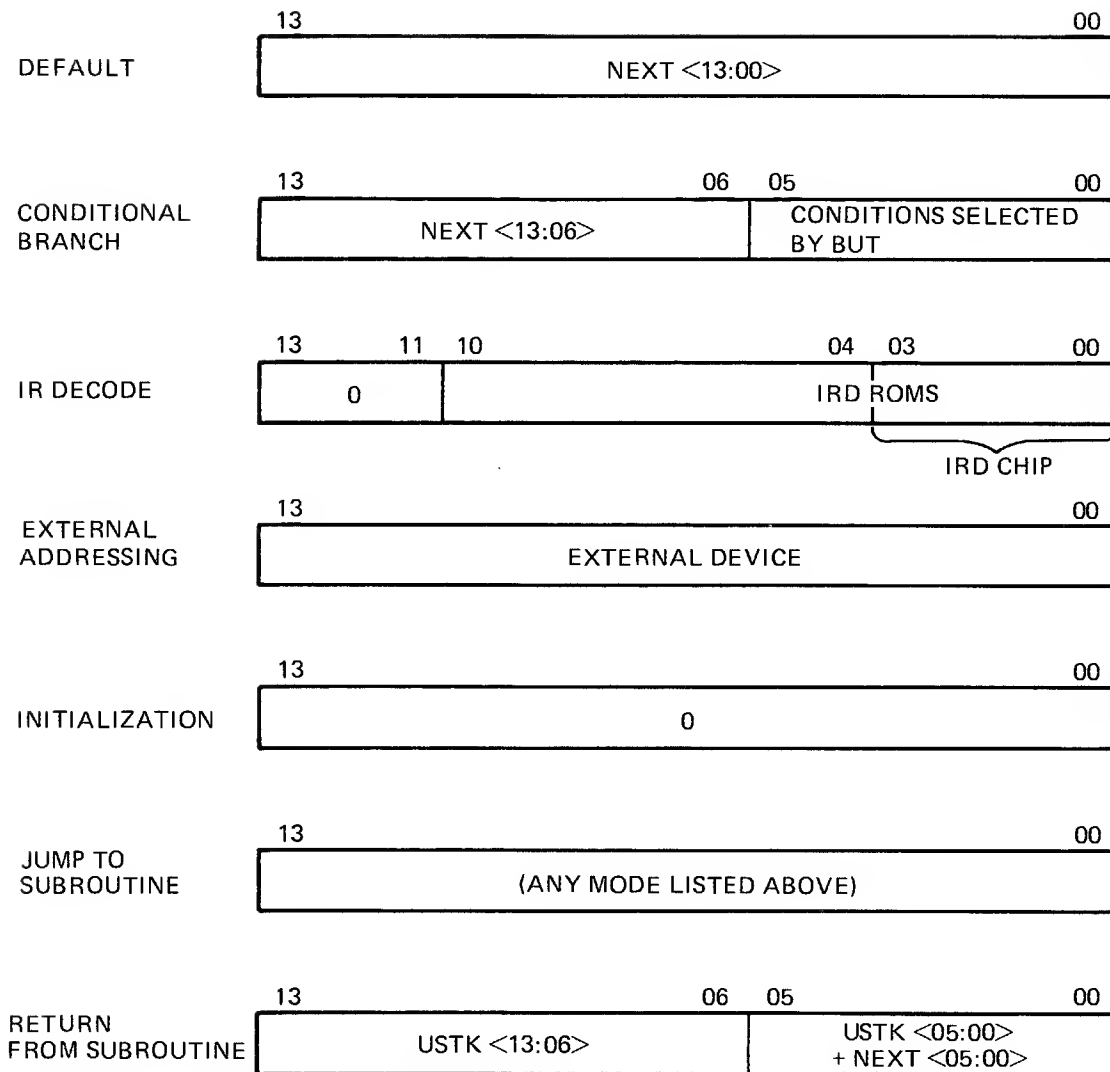 13 00
DEFAULT NEXT <13:00>
13 06 05 00
CONDITIONAL
BRANCH
NEXT <13:06>
CONDITIONS SELECTED
BY BUT
13 11 10 04 03 00
IR DECODE 0 IRD ROMS
IRD CHIP
13 00
EXTERNAL
ADDRESSING
EXTERNAL DEVICE
13 00
INITIALIZATION 0
13 00
JUMP TO
SUBROUTINE
(ANY MODE LISTED ABOVE)
13 06 05 00
RETURN
FROM SUBROUTINE
USTK <13:06>
USTK <05:00>
+ NEXT <05:00>